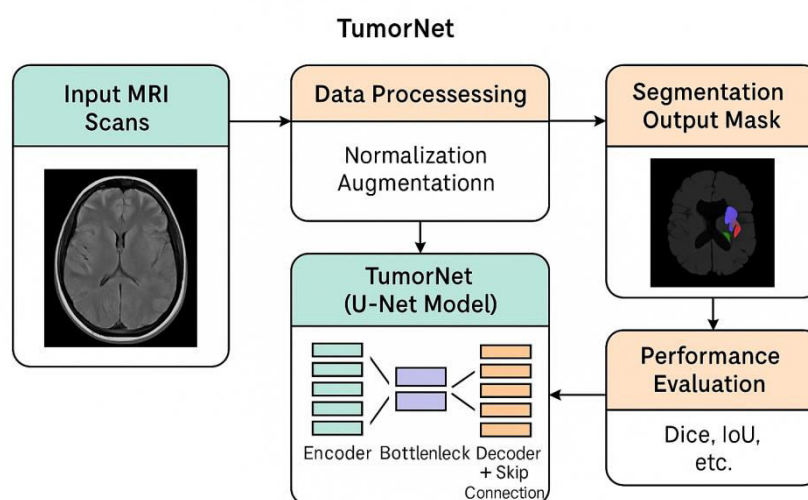 TumorNet
Input MRI
Scans
Data Processessing
Normalization
Augmentationn
Segmentation
Output Mask
TumorNet
(U-Net Model)
Encoder
Bottlenleck
Decoder
+ Skip
Connection
Performance
Evaluation
Dice, IoU,
etc.